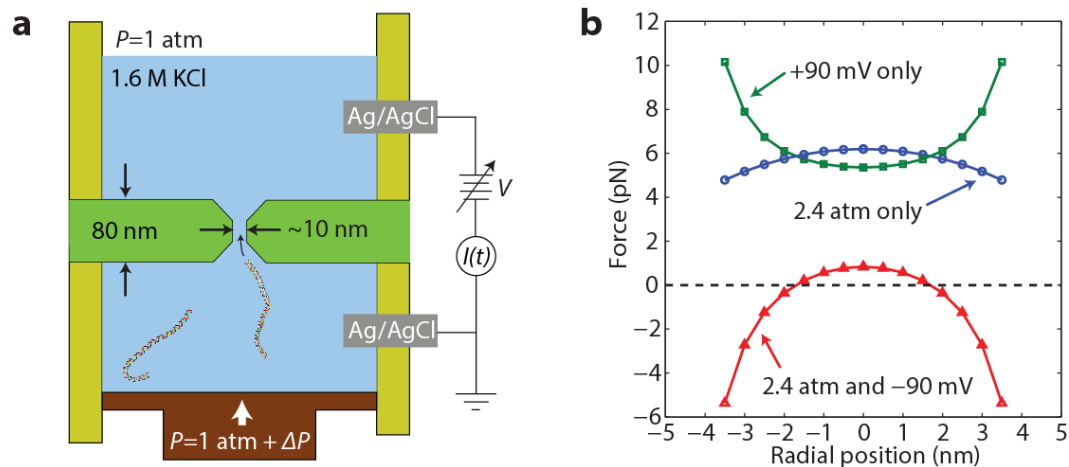 a
P=1 atm
1.6 M KCl
Ag/AgCl
V
80 nm
~10 nm
I(t)
Ag/AgCl
P=1 atm + ΔP
b
Force (pN)
12
10
8
6
4
2
0
−2
−4
−6
+90 mV only
2.4 atm only
2.4 atm and −90 mV
−5 −4 −3 −2 −1 0 1 2 3 4 5
Radial position (nm)